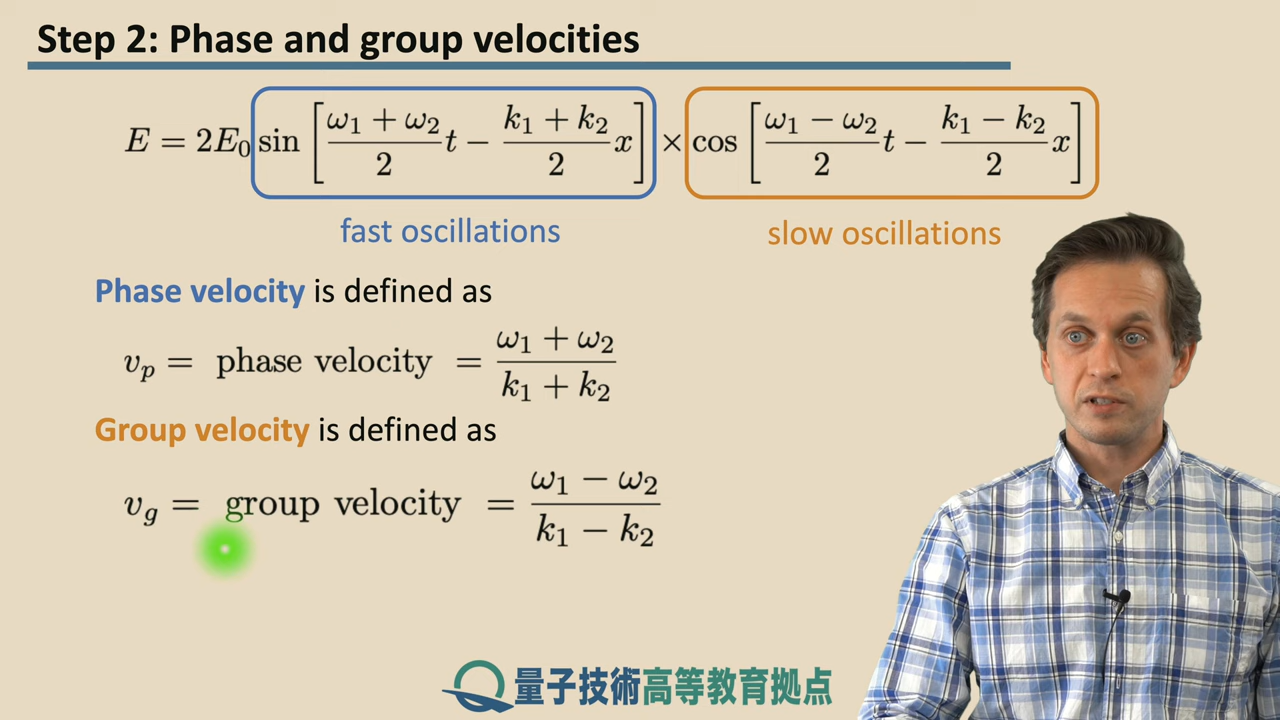 Step 2: Phase and group velocities
E = 2E₀ sin [ (ω₁ + ω₂)/2 t − (k₁ + k₂)/2 x ] × cos [ (ω₁ − ω₂)/2 t − (k₁ − k₂)/2 x ]
fast oscillations slow oscillations
Phase velocity is defined as
vₚ = phase velocity = (ω₁ + ω₂)/(k₁ + k₂)
Group velocity is defined as
v_g = group velocity = (ω₁ − ω₂)/(k₁ − k₂)
量子技術高等教育拠点